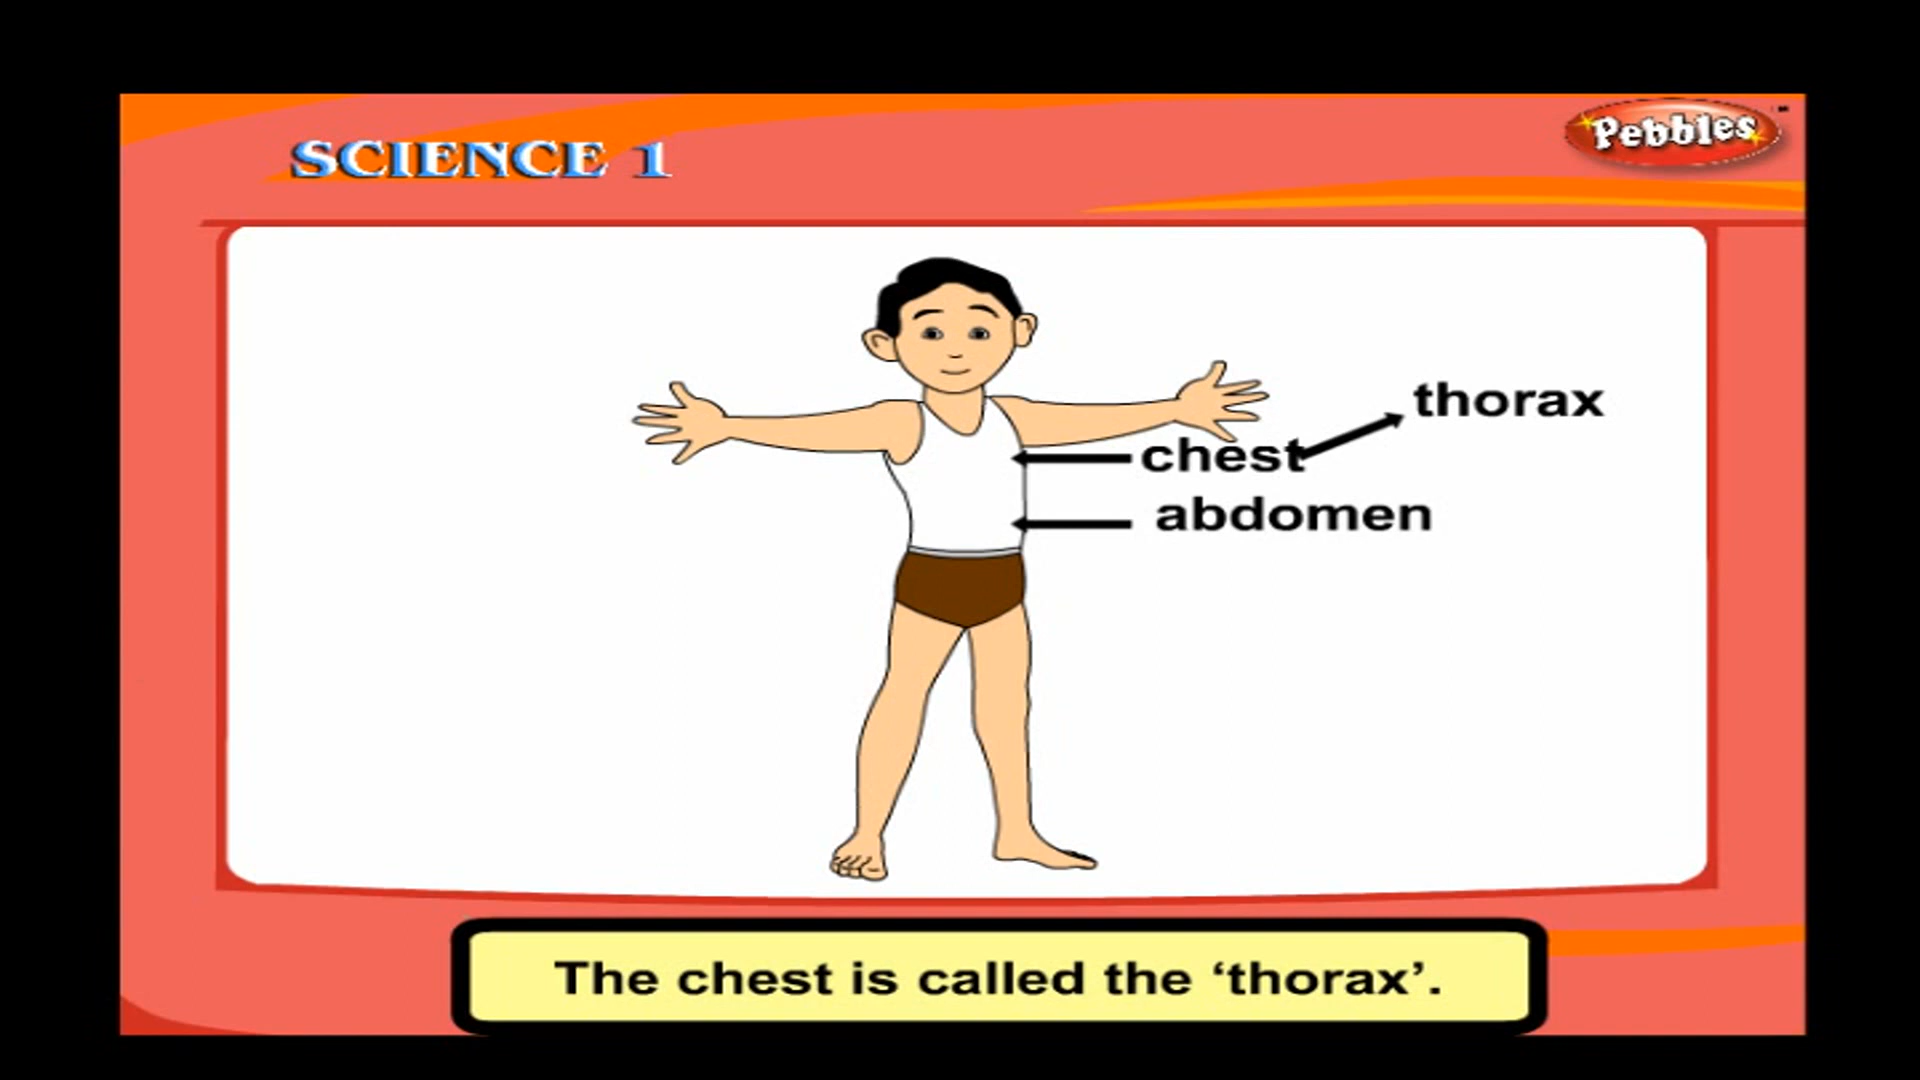 SCIENCE 1
Pebbles
thorax
chest
abdomen
The chest is called the ‘thorax’.